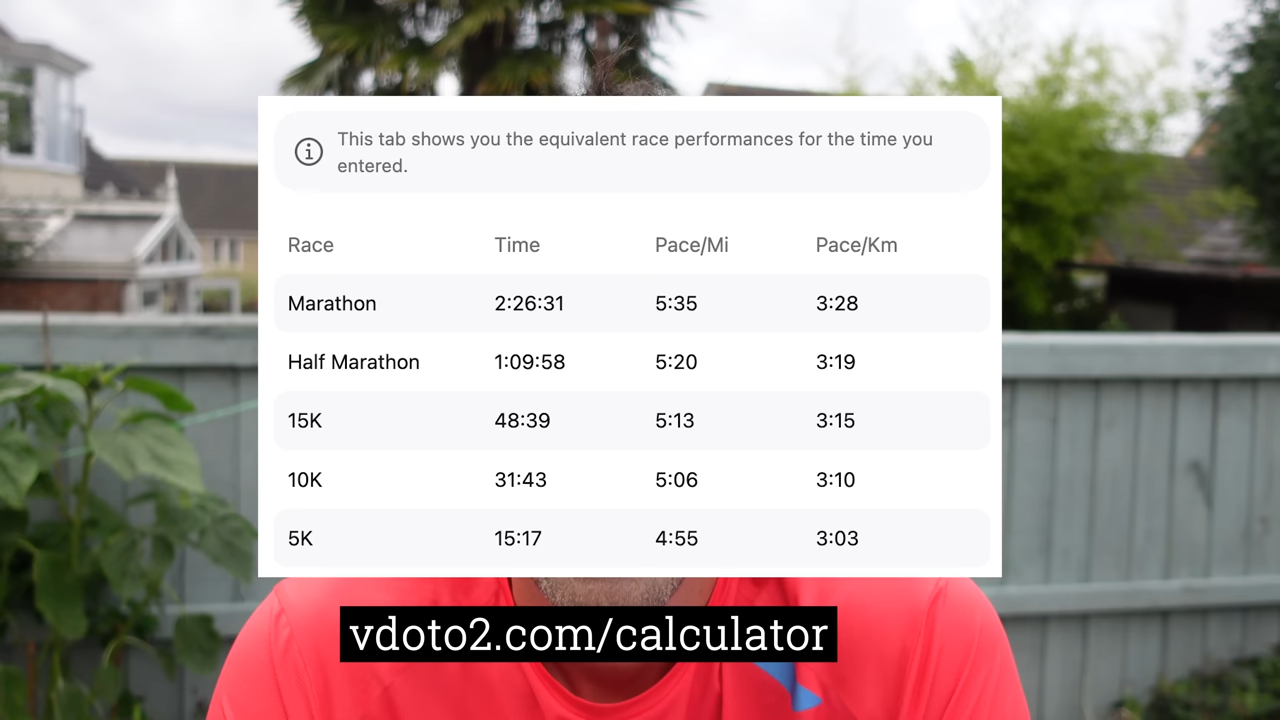 This tab shows you the equivalent race performances for the time you
entered.
Race Time Pace/Mi Pace/Km
Marathon 2:26:31 5:35 3:28
Half Marathon 1:09:58 5:20 3:19
15K 48:39 5:13 3:15
10K 31:43 5:06 3:10
5K 15:17 4:55 3:03
vdoto2.com/calculator